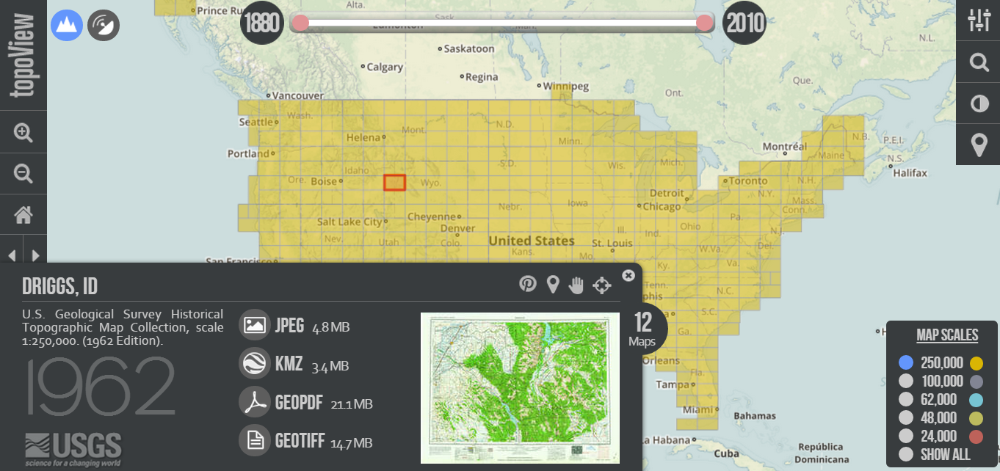 topoView
1880
2010
Prince Ru
Alta.
Sask.
Man.
Edmonton
Saskatoon
Calgary
Regina
Winnipeg
Ont.
Que.
N.L.
Vancouver
Seattle
Wash.
Helena
Mont.
N.D.
Minn.
N.B.
P.E.I.
Portland
Montréal
Maine
N.S.
Halifax
Idaho
S.D.
Wis.
Mich.
Ore.
Boise
Wyo.
Toronto
N.H.
Detroit
N.Y.
Mass.
Nebr.
Iowa
Chicago
Conn.
Salt Lake City
Cheyenne
Denver
Ohio
Pa.
Nev.
Utah
Colo.
United States
Kans.
St. Louis
Ill.
Ind.
N.J.
Mo.
W.Va.
Del.
San Francisco
Ky.
Va.
Tenn.
phis
N.C.
S.C.
Ga.
Orleans
Fla.
Tampa
Miami
Bahamas
La Habana
Cuba
República
Dominicana
DRIGGS, ID
U.S. Geological Survey Historical
Topographic Map Collection, scale
1:250,000. (1962 Edition).
1962
USGS
science for a changing world
JPEG 4.8 MB
KMZ 3.4 MB
GEOPDF 21.1 MB
GEOTIFF 14.7 MB
12
Maps
MAP SCALES
250,000
100,000
62,000
48,000
24,000
SHOW ALL